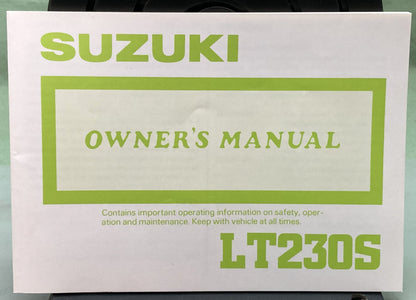 SUZUKI
OWNER'S MANUAL
Contains important operating information on safety, oper-
ation and maintenance. Keep with vehicle at all times.
LT230S